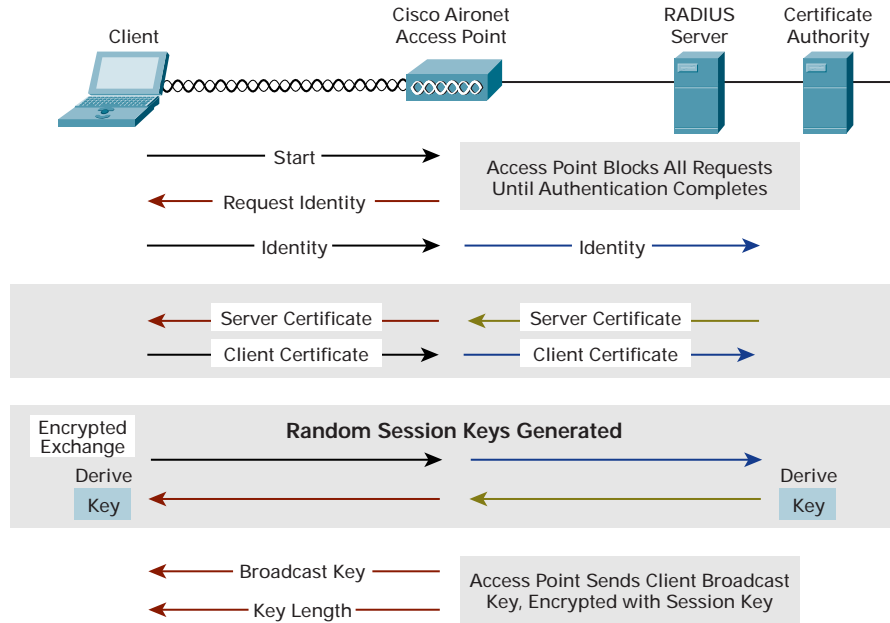 Client
Cisco Aironet
Access Point
RADIUS
Server
Certificate
Authority
Start
Access Point Blocks All Requests
Until Authentication Completes
Request Identity
Identity
Identity
Server Certificate
Server Certificate
Client Certificate
Client Certificate
Encrypted
Exchange
Random Session Keys Generated
Derive
Key
Derive
Key
Broadcast Key
Key Length
Access Point Sends Client Broadcast
Key, Encrypted with Session Key